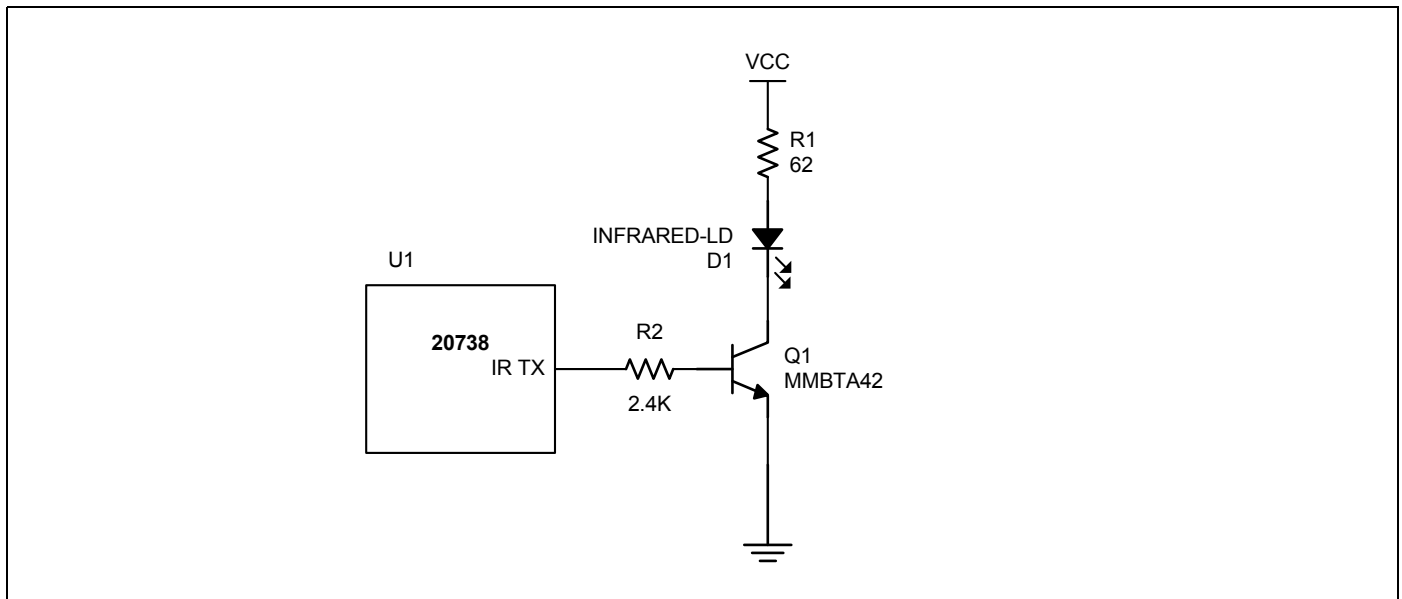 VCC
R1
62
INFRARED-LD
D1
U1
20738
IR TX
R2
2.4K
Q1
MMBTA42